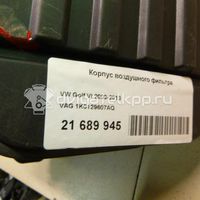 Корпус воздушного фильтра
VW Golf VI 2009-2013
VAG 1K0129607AQ
21 689 945